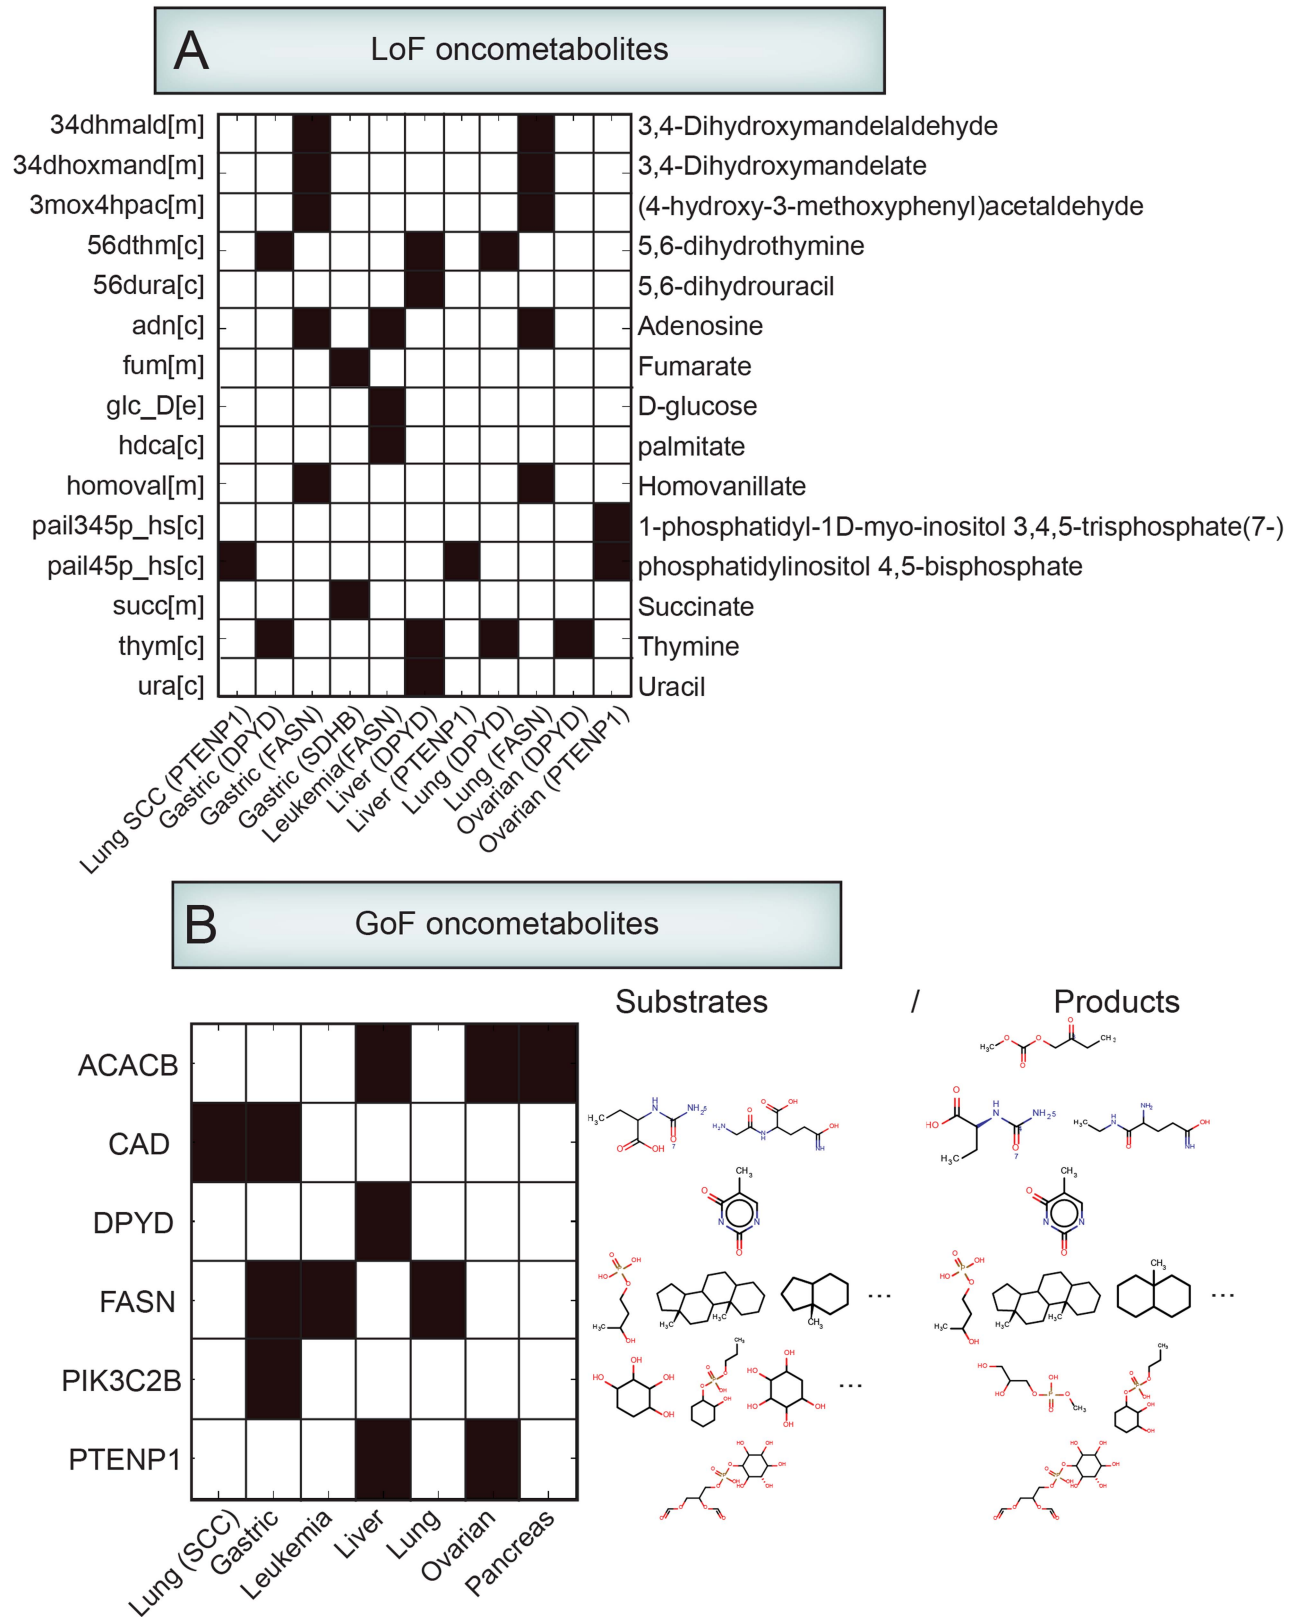 A LoF oncometabolites
34dhmald[m] 3,4-Dihydroxymandelaldehyde
34dhoxmand[m] 3,4-Dihydroxymandelate
3mox4hpac[m] (4-hydroxy-3-methoxyphenyl)acetaldehyde
56dthm[c] 5,6-dihydrothymine
56dura[c] 5,6-dihydrouracil
adn[c] Adenosine
fum[m] Fumarate
glc_D[e] D-glucose
hdca[c] palmitate
homoval[m] Homovanillate
pail345p_hs[c] 1-phosphatidyl-1D-myo-inositol 3,4,5-trisphosphate(7-)
pail45p_hs[c] phosphatidylinositol 4,5-bisphosphate
succ[m] Succinate
thym[c] Thymine
ura[c] Uracil
Lung SCC (PTENP1)
Gastric (DPYD)
Gastric (FASN)
Gastric (SDHB)
Leukemia(FASN)
Liver (DPYD)
Liver (PTENP1)
Lung (DPYD)
Lung (FASN)
Ovarian (DPYD)
Ovarian (PTENP1)
B GoF oncometabolites
Substrates / Products
ACACB
CAD
DPYD
FASN
PIK3C2B
PTENP1
Lung (SCC)
Gastric
Leukemia
Liver
Lung
Ovarian
Pancreas